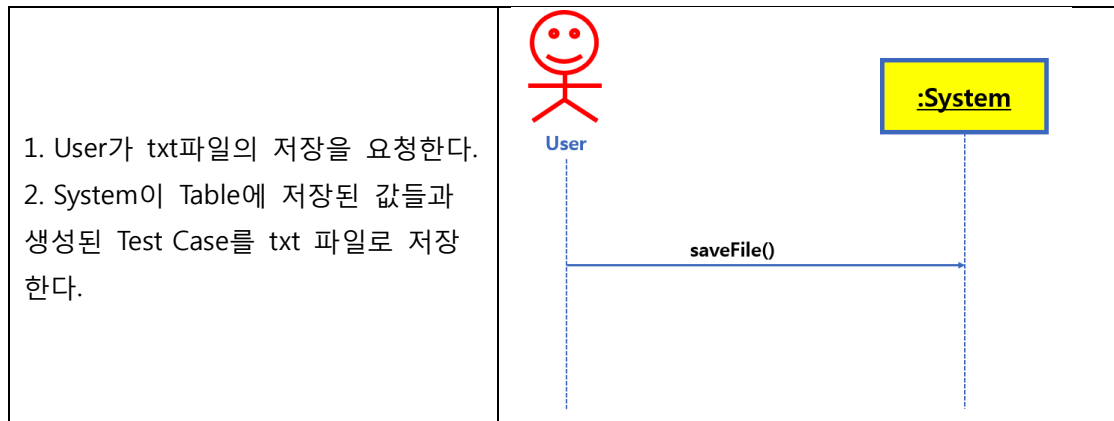 1. User가 txt파일의 저장을 요청한다.
2. System이 Table에 저장된 값들과
생성된 Test Case를 txt 파일로 저장
한다.
User
:System
saveFile()